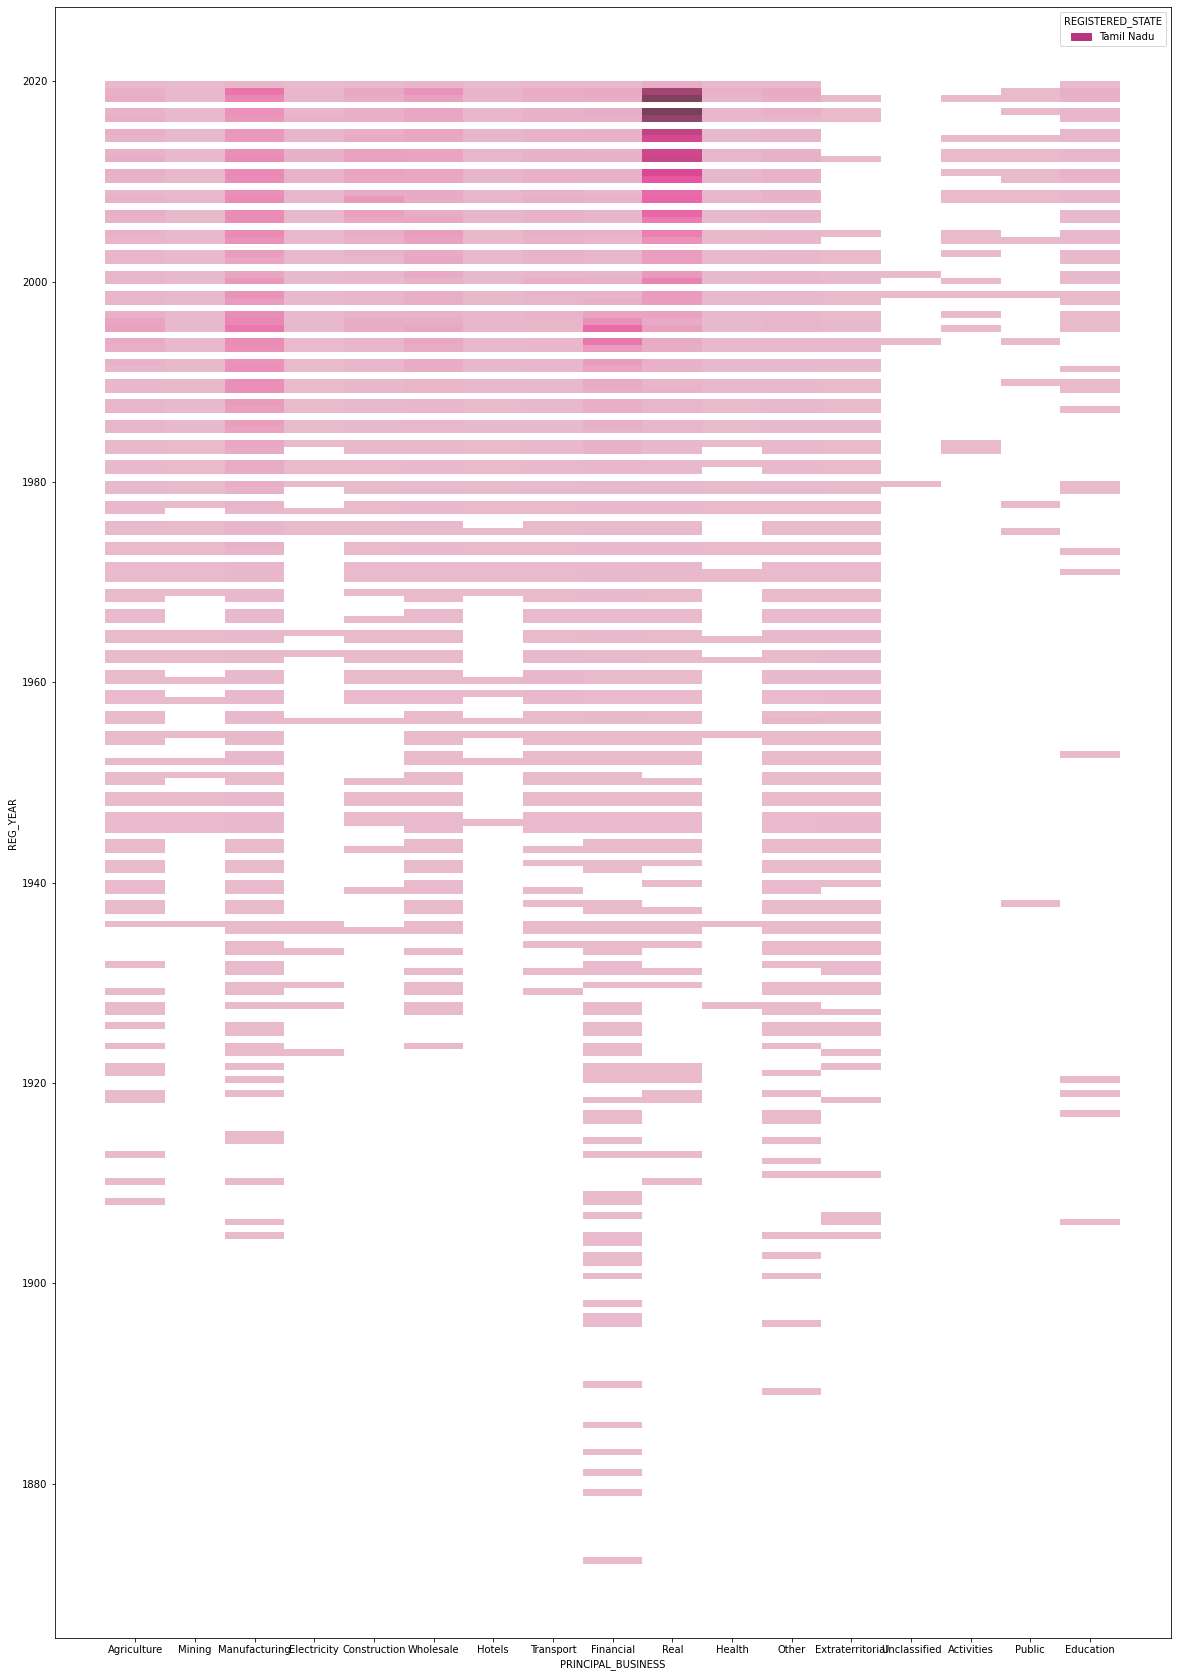 REGISTERED_STATE
Tamil Nadu
2020
2000
1980
1960
1940
1920
1900
1880
REG_YEAR
Agriculture Mining Manufacturing Electricity Construction Wholesale Hotels Transport Financial Real Health Other Extraterritorial Unclassified Activities Public Education
PRINCIPAL_BUSINESS